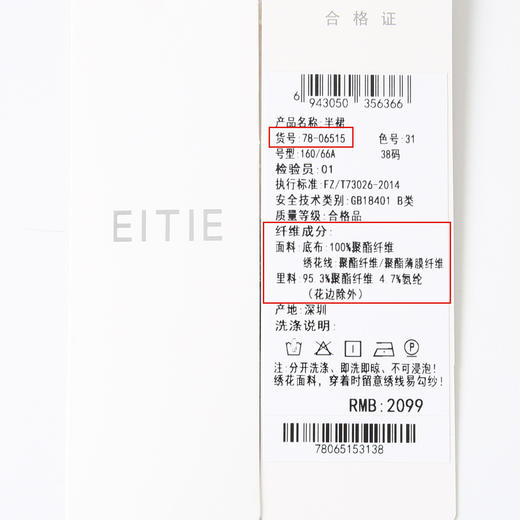 合格证
6 943050 356366
产品名称:半裙
货号:78-06515 色号:31
号型:160/66A 38码
检验员:01
执行标准:FZ/T73026-2014
安全技术类别:GB18401 B类
质量等级:合格品
纤维成分:
面料:底布:100%聚酯纤维
绣花线:聚酯纤维/聚酯薄膜纤维
里料:95.3%聚酯纤维 4.7%氨纶
(花边除外)
产地:深圳
洗涤说明:
P
注:分开洗涤、即洗即晾、不可浸泡!
绣花面料,穿着时留意绣线易勾纱!
RMB:2099
78065153138
EITIE